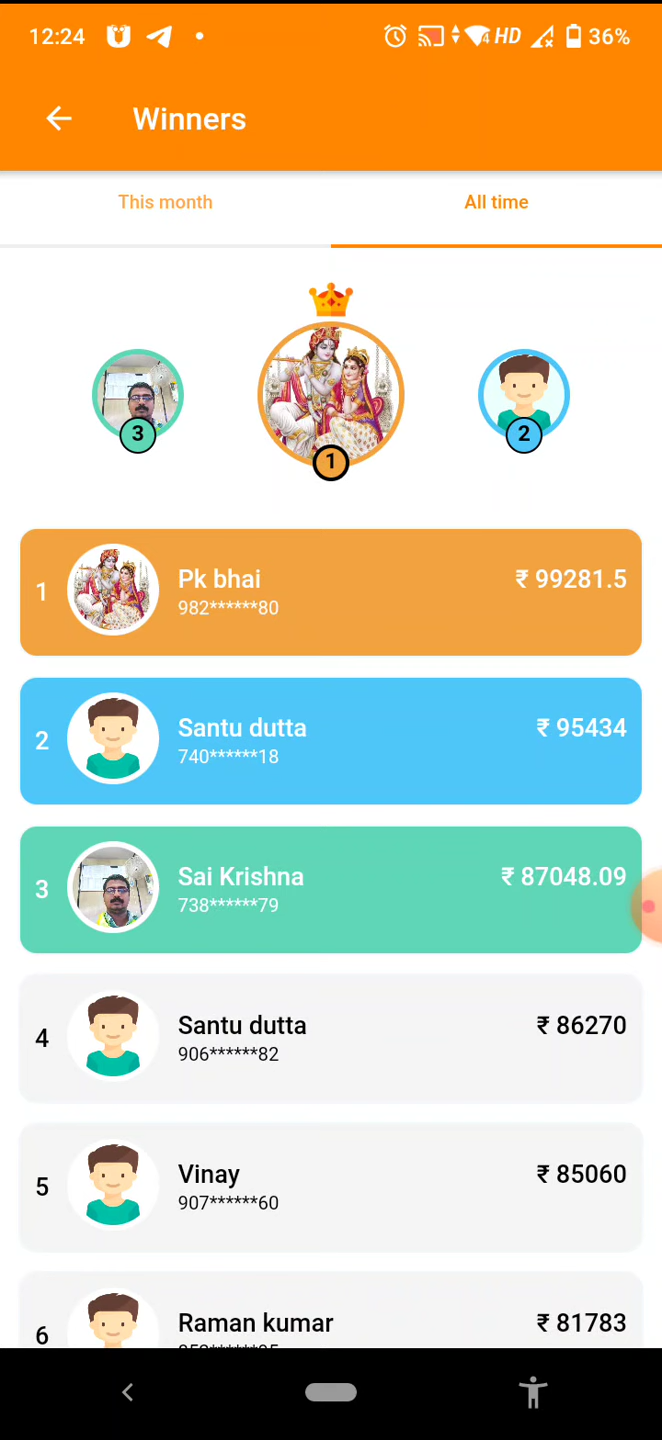 12:24 4 HD 36%
Winners
This month All time
3 1 2
1 Pk bhai ₹ 99281.5
982******80
2 Santu dutta ₹ 95434
740******18
3 Sai Krishna ₹ 87048.09
738******79
4 Santu dutta ₹ 86270
906******82
5 Vinay ₹ 85060
907******60
6 Raman kumar ₹ 81783